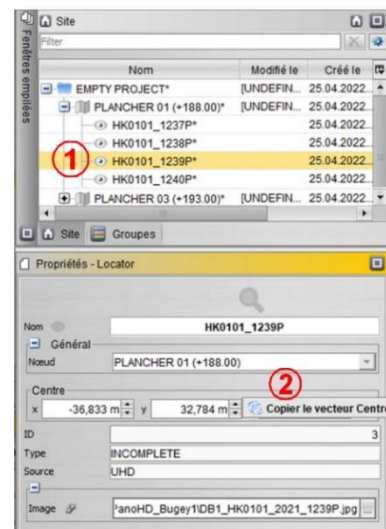 Site
Fenêtres empilées
Filter
Nom Modifié le Créé le
EMPTY PROJECT* [UNDEFIN... 25.04.2022...
PLANCHER 01 (+188.00)* [UNDEFIN... 25.04.2022...
HK0101_1237P* 25.04.2022...
HK0101_1238P* 25.04.2022...
1
HK0101_1239P* 25.04.2022...
HK0101_1240P* 25.04.2022...
PLANCHER 03 (+193.00)* [UNDEFIN... 25.04.2022...
Site Groupes
Propriétés - Locator
Nom HK0101_1239P
Général
Nœud PLANCHER 01 (+188.00)
Centre 2
x -36,833 m y 32,784 m Copier le vecteur Centre
ID 3
Type INCOMPLETE
Source UHD
Image PanoHD_Bugey1\DB1_HK0101_2021_1239P.jpg